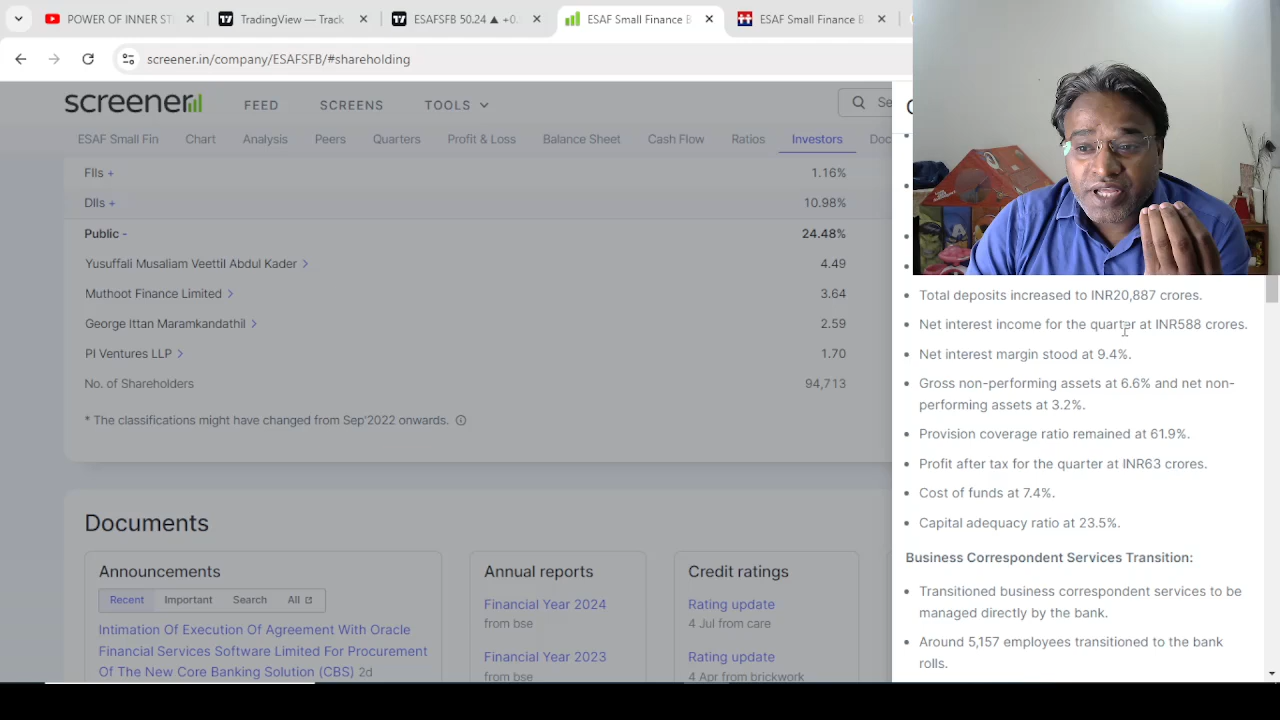 POWER OF INNER ST
TradingView — Track
ESAFSFB 50.24 ▲ +0.
ESAF Small Finance B
ESAF Small Finance B
screener.in/company/ESAFSFB/#shareholding
screener
FEED
SCREENS
TOOLS
Se
ESAF Small Fin
Chart
Analysis
Peers
Quarters
Profit & Loss
Balance Sheet
Cash Flow
Ratios
Investors
Doc
FIIs +
1.16%
DIIs +
10.98%
Public -
24.48%
Yusuffali Musaliam Veettil Abdul Kader
4.49
Muthoot Finance Limited
3.64
George Ittan Maramkandathil
2.59
PI Ventures LLP
1.70
No. of Shareholders
94,713
* The classifications might have changed from Sep'2022 onwards.
Documents
Announcements
Recent
Important
Search
All
Intimation Of Execution Of Agreement With Oracle
Financial Services Software Limited For Procurement
Of The New Core Banking Solution (CBS) 2d
Annual reports
Financial Year 2024
from bse
Financial Year 2023
from bse
Credit ratings
Rating update
4 Jul from care
Rating update
4 Apr from brickwork
Total deposits increased to INR20,887 crores.
Net interest income for the quarter at INR588 crores.
Net interest margin stood at 9.4%.
Gross non-performing assets at 6.6% and net non-
performing assets at 3.2%.
Provision coverage ratio remained at 61.9%.
Profit after tax for the quarter at INR63 crores.
Cost of funds at 7.4%.
Capital adequacy ratio at 23.5%.
Business Correspondent Services Transition:
Transitioned business correspondent services to be
managed directly by the bank.
Around 5,157 employees transitioned to the bank
rolls.